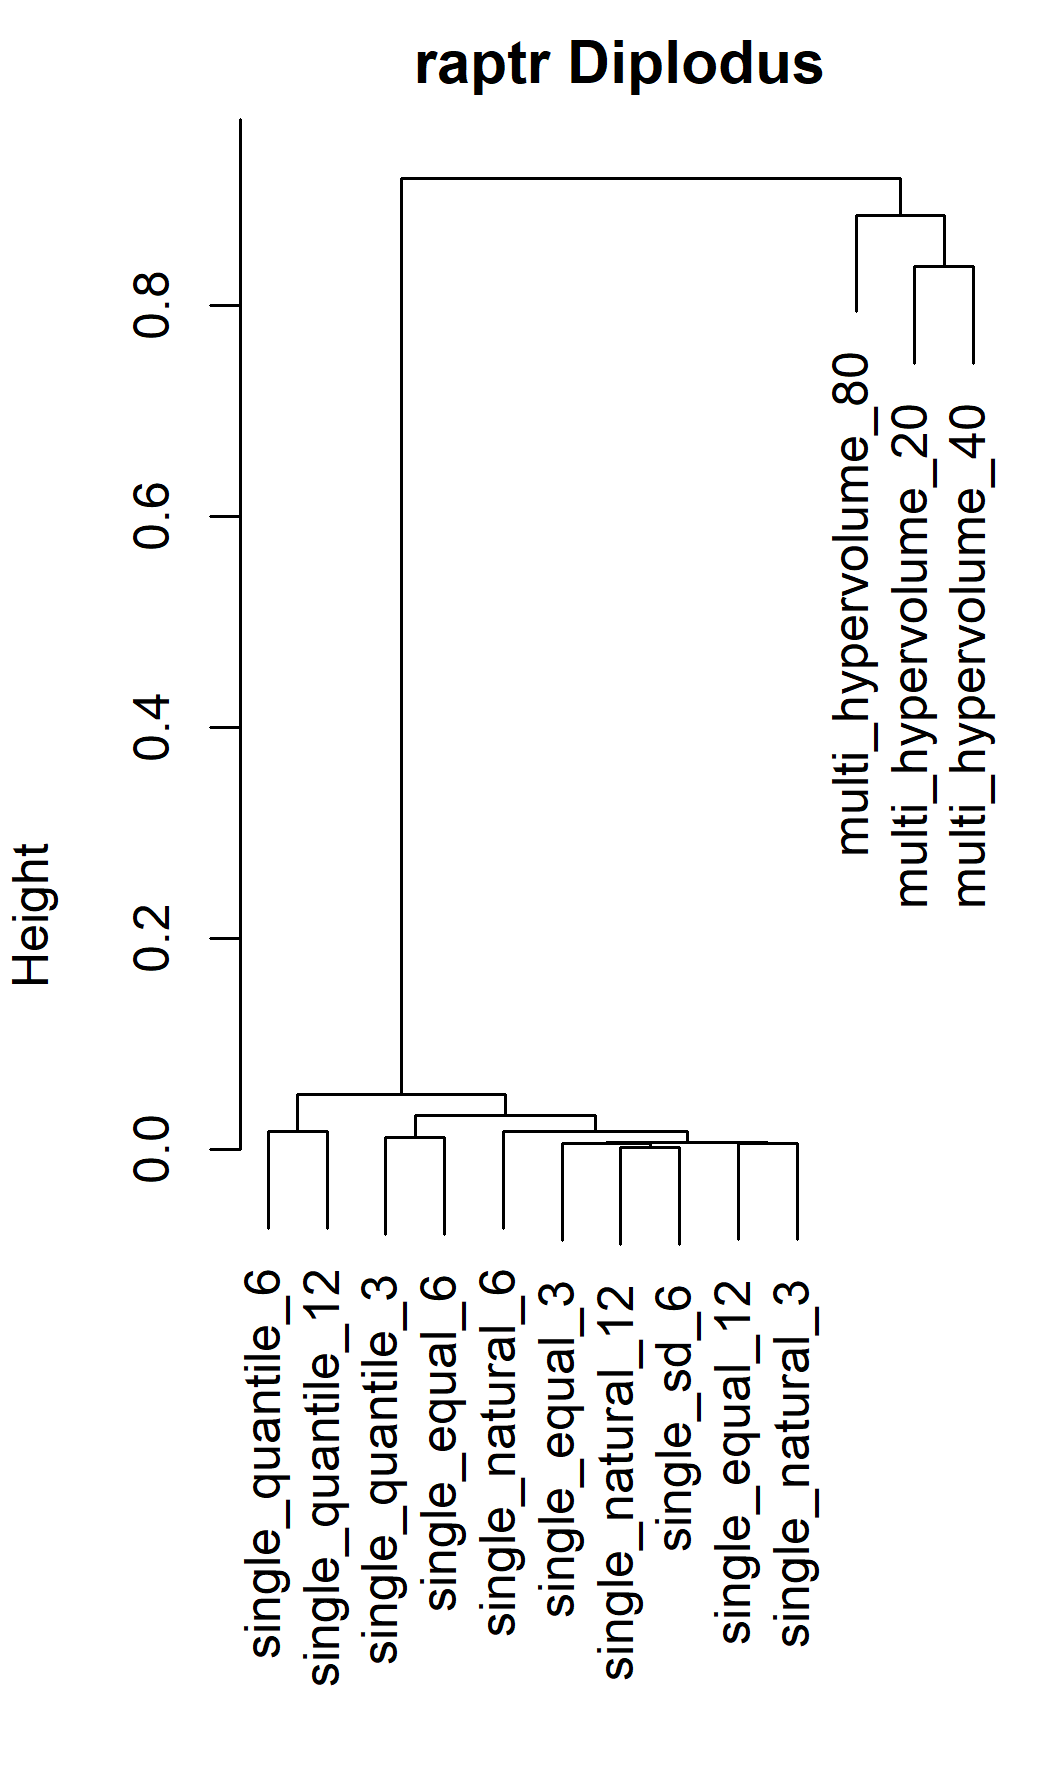 raptr Diplodus
Height
0.0
0.2
0.4
0.6
0.8
single_quantile_6
single_quantile_12
single_quantile_3
single_equal_6
single_natural_6
single_equal_3
single_natural_12
single_sd_6
single_equal_12
single_natural_3
multi_hypervolume_80
multi_hypervolume_20
multi_hypervolume_40